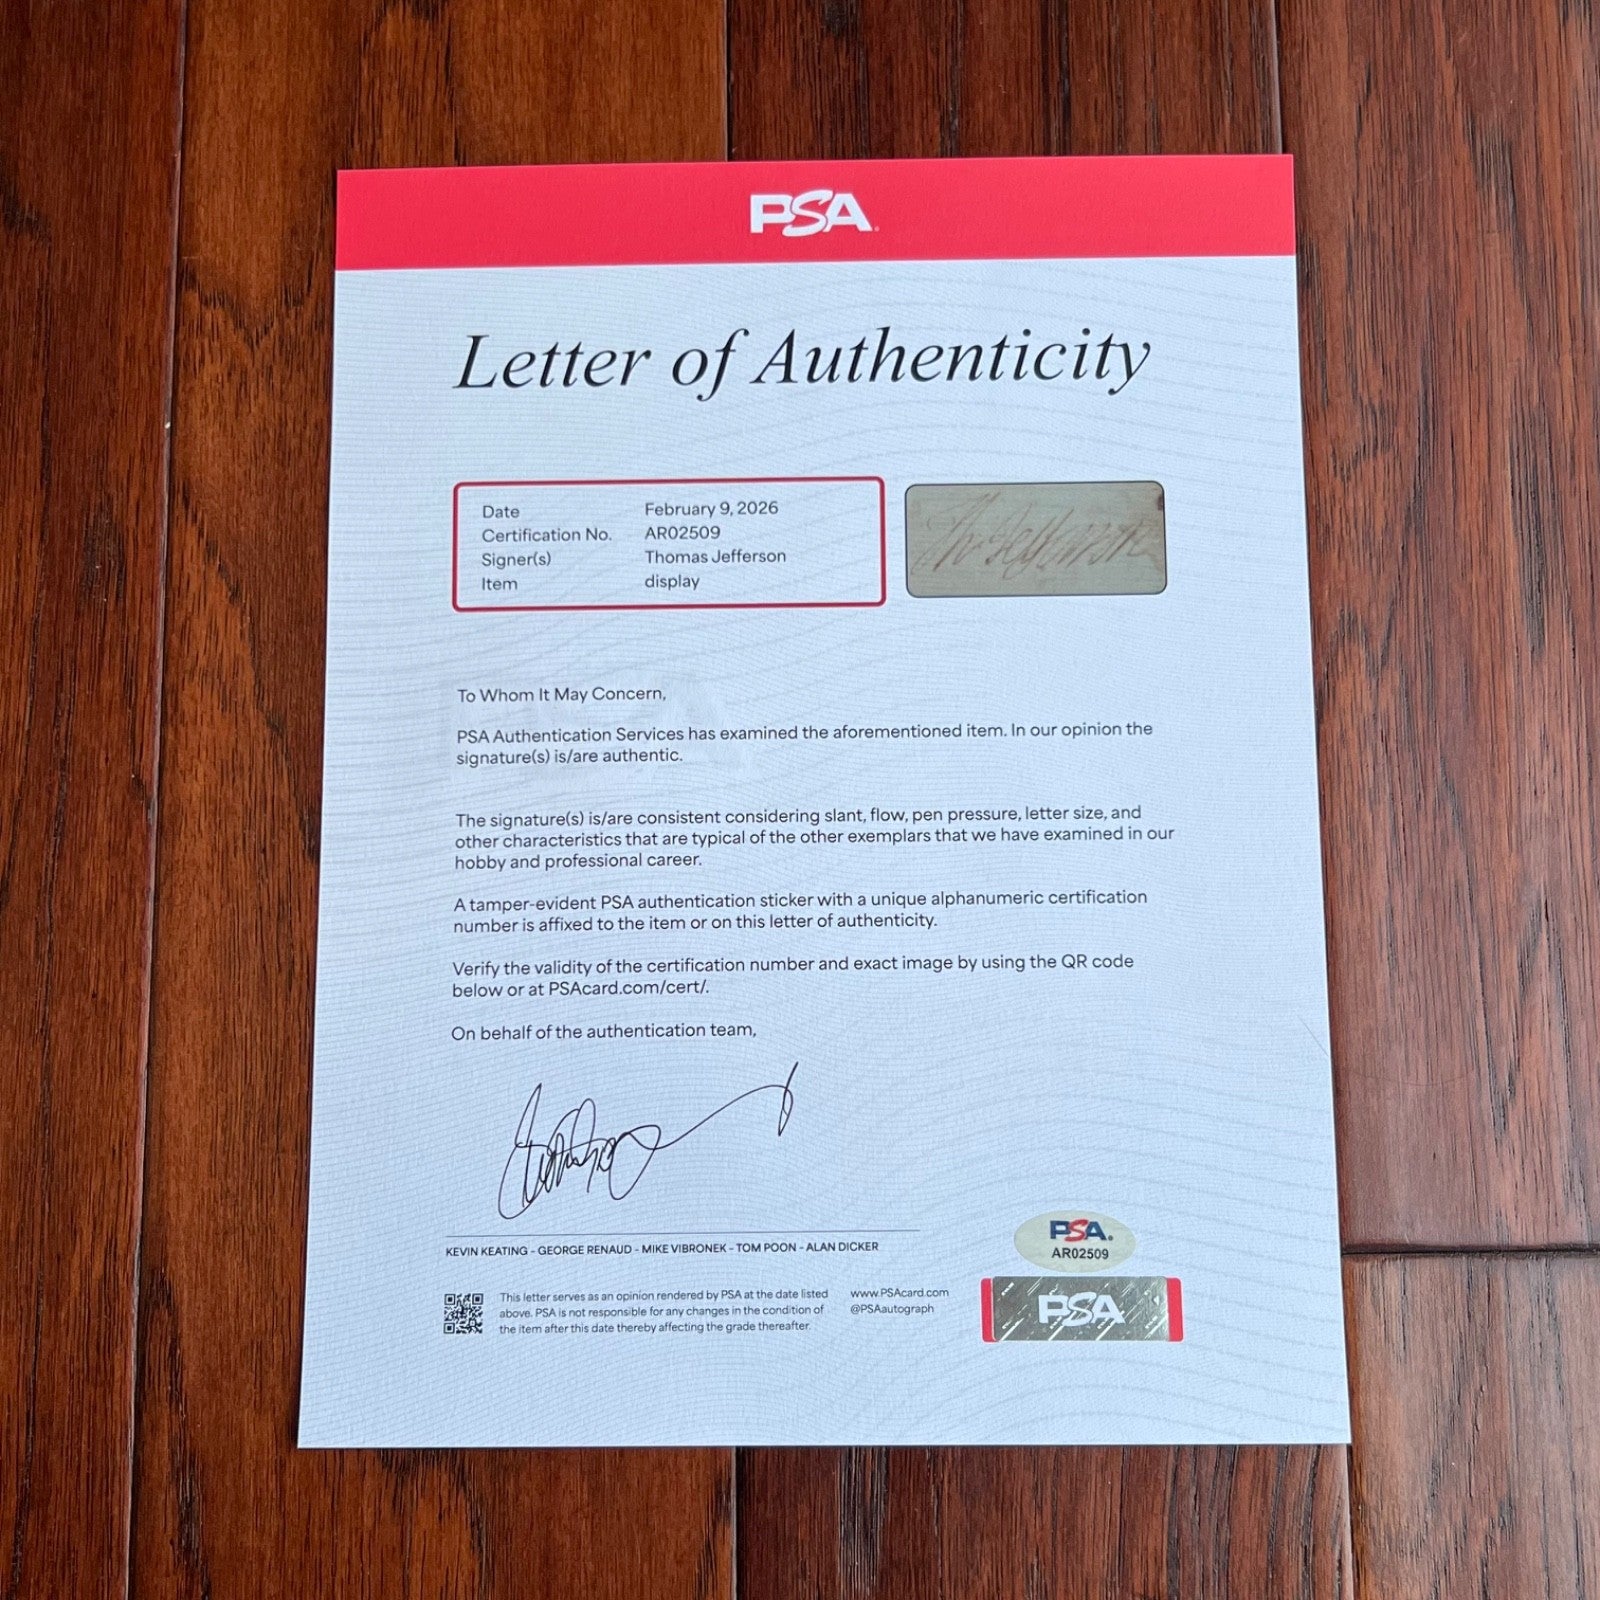 PSA
Letter of Authenticity
Date February 9, 2026
Certification No. AR02509
Signer(s) Thomas Jefferson
Item display
Th. Jefferson
To Whom It May Concern,
PSA Authentication Services has examined the aforementioned item. In our opinion the
signature(s) is/are authentic.
The signature(s) is/are consistent considering slant, flow, pen pressure, letter size, and
other characteristics that are typical of the other exemplars that we have examined in our
hobby and professional career.
A tamper-evident PSA authentication sticker with a unique alphanumeric certification
number is affixed to the item or on this letter of authenticity.
Verify the validity of the certification number and exact image by using the QR code
below or at PSAcard.com/cert/.
On behalf of the authentication team,
KEVIN KEATING - GEORGE RENAUD - MIKE VIBRONEK - TOM POON - ALAN DICKER
This letter serves as an opinion rendered by PSA at the date listed
above. PSA is not responsible for any changes in the condition of
the item after this date thereby affecting the grade thereafter.
www.PSAcard.com
@PSAautograph
PSA.
AR02509
PSA